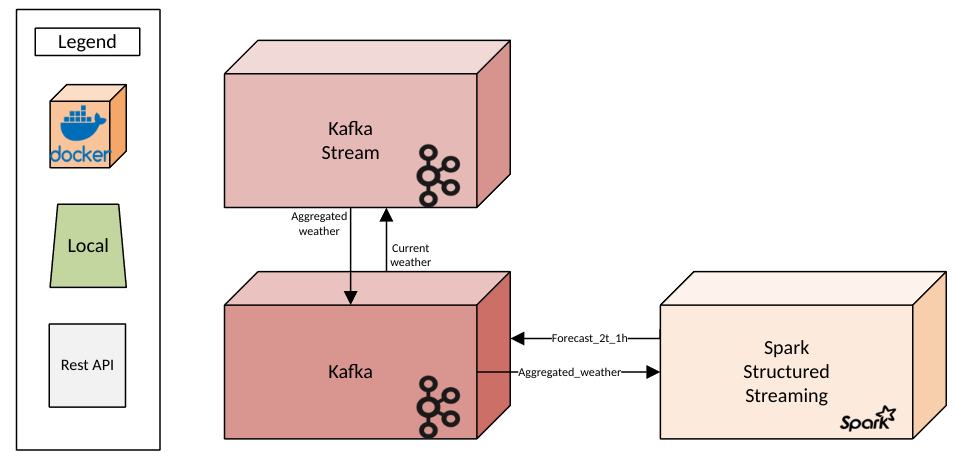 Legend
docker
Local
Rest API
Kafka
Stream
Aggregated
weather
Current
weather
Kafka
Forecast_2t_1h
Aggregated_weather
Spark
Structured
Streaming
Spark